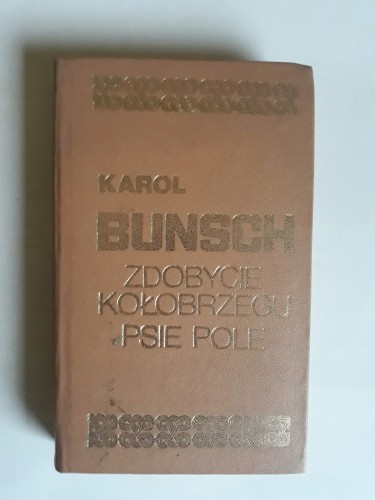 KAROL
BUNSCH
ZDOBYCIE
KOŁOBRZEGU
PSIE POLE